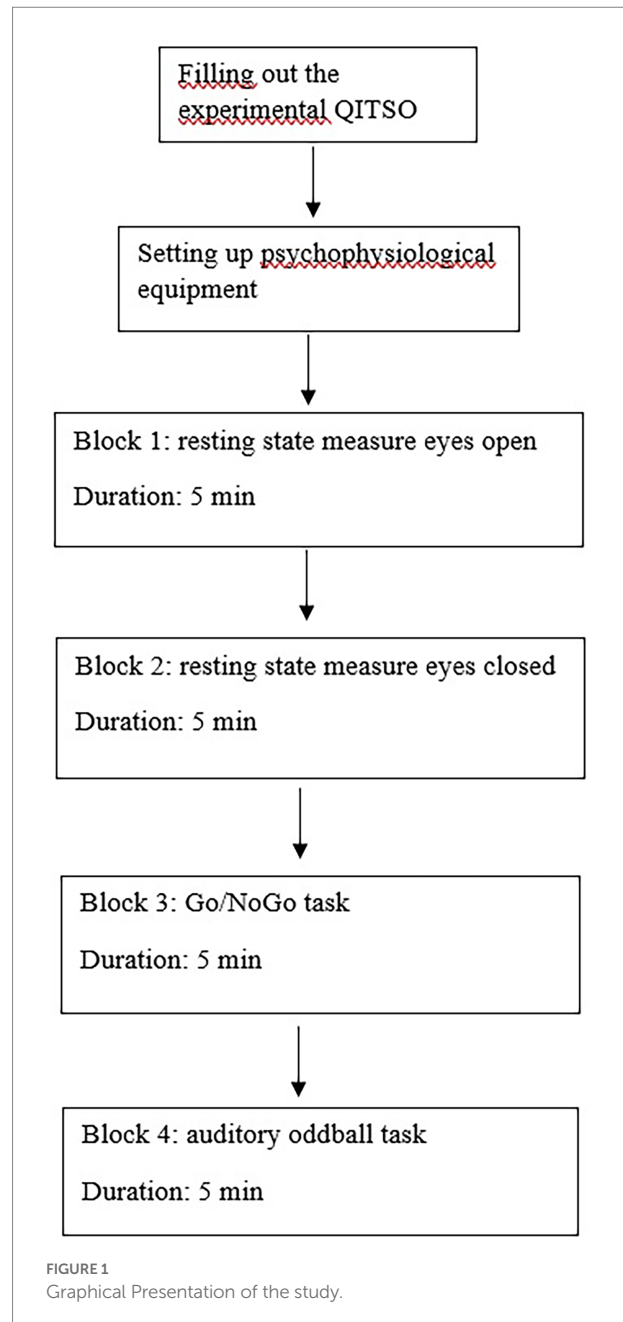 Filling out the
experimental QITSO
Setting up psychophysiological
equipment
Block 1: resting state measure eyes open
Duration: 5 min
Block 2: resting state measure eyes closed
Duration: 5 min
Block 3: Go/NoGo task
Duration: 5 min
Block 4: auditory oddball task
Duration: 5 min
FIGURE 1
Graphical Presentation of the study.